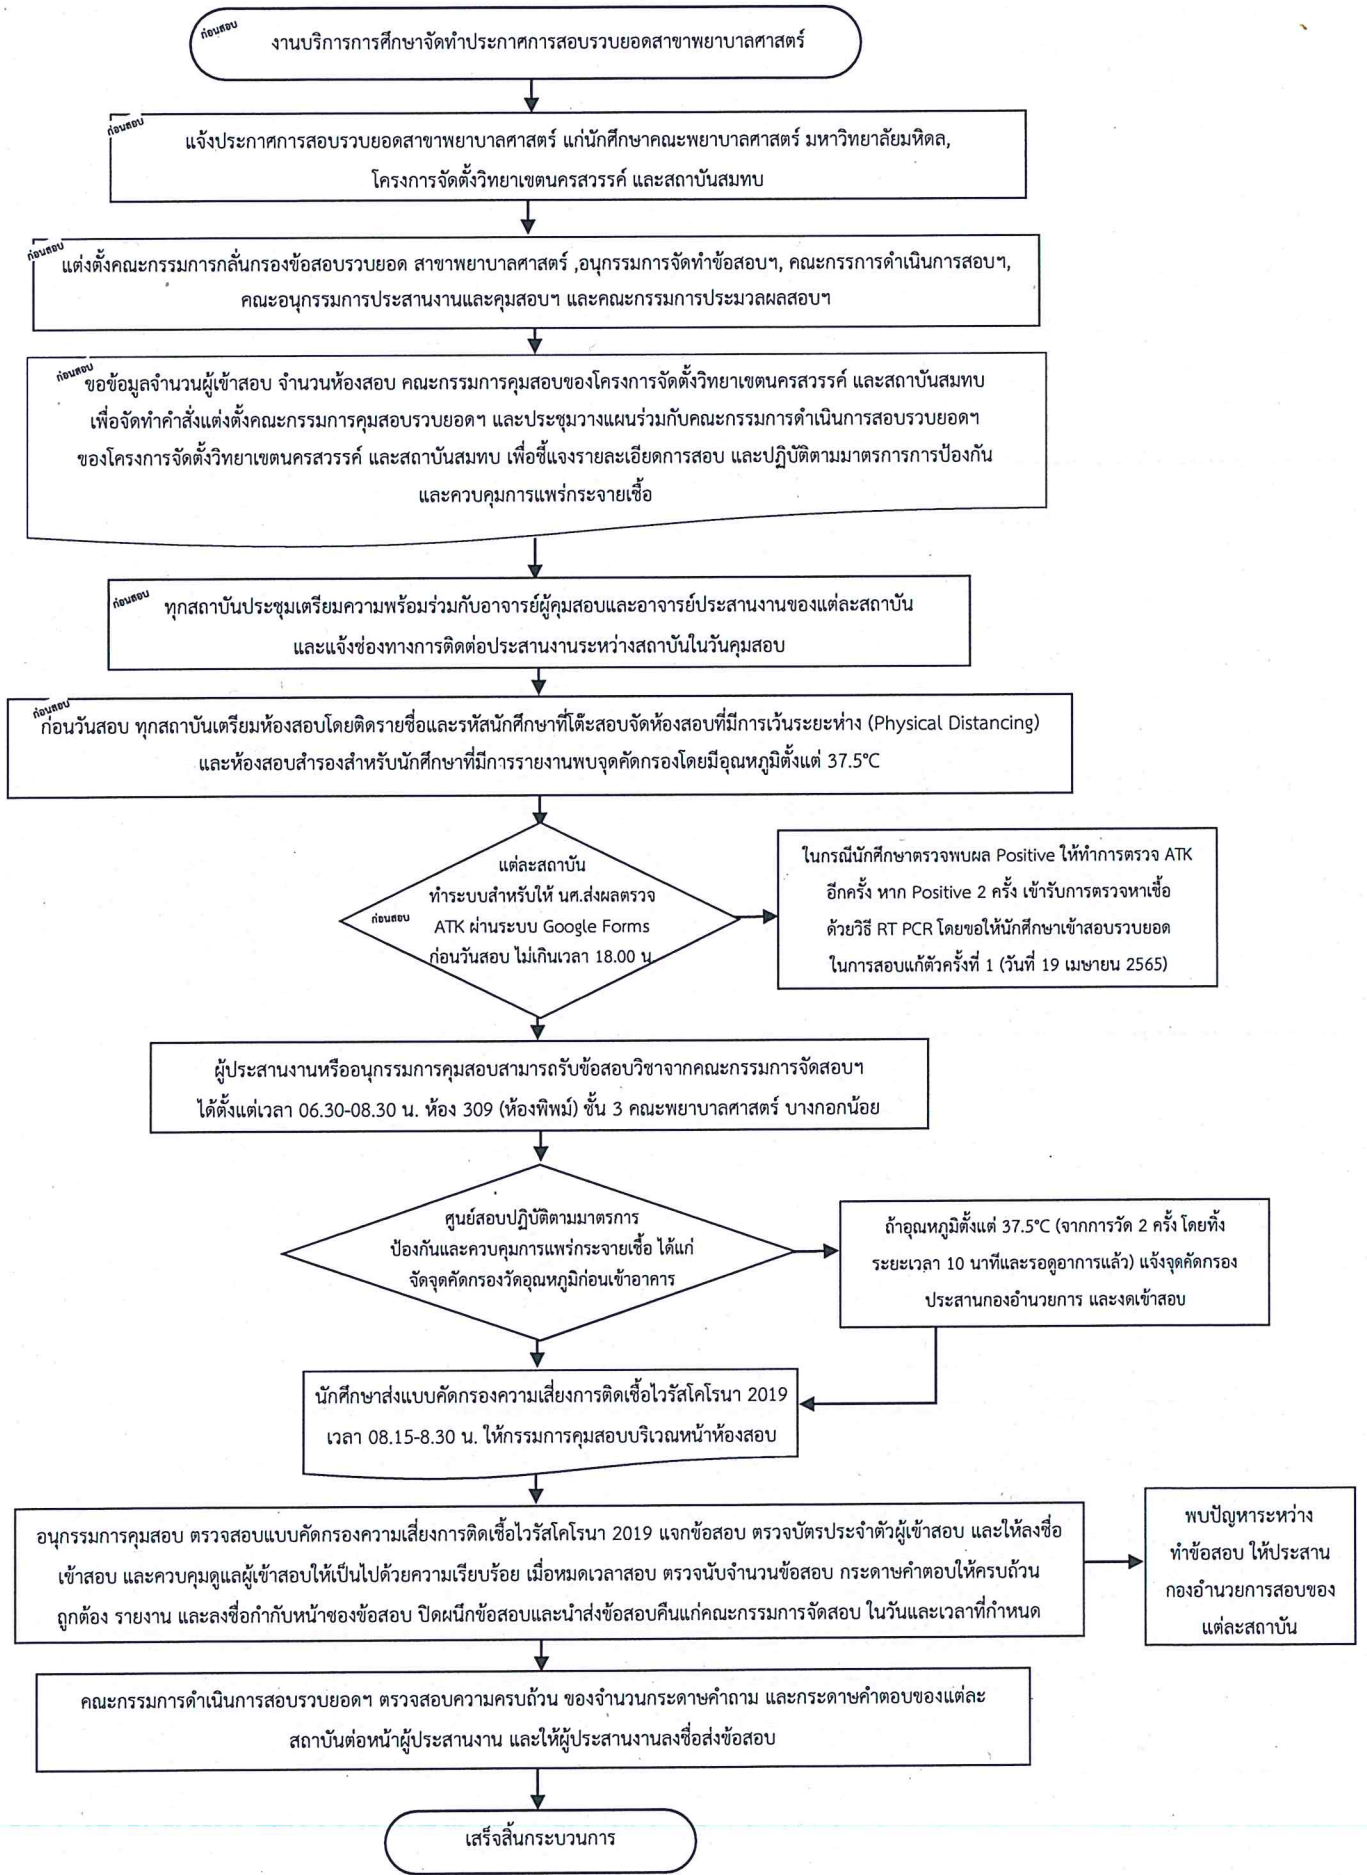 ก่อนสอบ
งานบริการการศึกษาจัดทำประกาศการสอบรวบยอดสาขาพยาบาลศาสตร์
ก่อนสอบ
แจ้งประกาศการสอบรวบยอดสาขาพยาบาลศาสตร์ แก่นักศึกษาคณะพยาบาลศาสตร์ มหาวิทยาลัยมหิดล,
โครงการจัดตั้งวิทยาเขตนครสวรรค์ และสถาบันสมทบ
ก่อนสอบ
แต่งตั้งคณะกรรมการกลั่นกรองข้อสอบรวบยอด สาขาพยาบาลศาสตร์ ,อนุกรรมการจัดทำข้อสอบฯ, คณะกรรการดำเนินการสอบฯ,
คณะอนุกรรมการประสานงานและคุมสอบฯ และคณะกรรมการประมวลผลสอบฯ
ก่อนสอบ
ขอข้อมูลจำนวนผู้เข้าสอบ จำนวนห้องสอบ คณะกรรมการคุมสอบของโครงการจัดตั้งวิทยาเขตนครสวรรค์ และสถาบันสมทบ
เพื่อจัดทำคำสั่งแต่งตั้งคณะกรรมการคุมสอบรวบยอดฯ และประชุมวางแผนร่วมกับคณะกรรมการดำเนินการสอบรวบยอดฯ
ของโครงการจัดตั้งวิทยาเขตนครสวรรค์ และสถาบันสมทบ เพื่อชี้แจงรายละเอียดการสอบ และปฏิบัติตามมาตรการการป้องกัน
และควบคุมการแพร่กระจายเชื้อ
ก่อนสอบ
ทุกสถาบันประชุมเตรียมความพร้อมร่วมกับอาจารย์ผู้คุมสอบและอาจารย์ประสานงานของแต่ละสถาบัน
และแจ้งช่องทางการติดต่อประสานงานระหว่างสถาบันในวันคุมสอบ
ก่อนสอบ
ก่อนวันสอบ ทุกสถาบันเตรียมห้องสอบโดยติดรายชื่อและรหัสนักศึกษาที่โต๊ะสอบจัดห้องสอบที่มีการเว้นระยะห่าง (Physical Distancing)
และห้องสอบสำรองสำหรับนักศึกษาที่มีการรายงานพบจุดคัดกรองโดยมีอุณหภูมิตั้งแต่ 37.5°C
แต่ละสถาบัน
ทำระบบสำหรับให้ นศ.ส่งผลตรวจ
ก่อนสอบ
ATK ผ่านระบบ Google Forms
ก่อนวันสอบ ไม่เกินเวลา 18.00 น
ในกรณีนักศึกษาตรวจพบผล Positive ให้ทำการตรวจ ATK
อีกครั้ง หาก Positive 2 ครั้ง เข้ารับการตรวจหาเชื้อ
ด้วยวิธี RT PCR โดยขอให้นักศึกษาเข้าสอบรวบยอด
ในการสอบแก้ตัวครั้งที่ 1 (วันที่ 19 เมษายน 2565)
ผู้ประสานงานหรืออนุกรรมการคุมสอบสามารถรับข้อสอบวิชาจากคณะกรรมการจัดสอบฯ
ได้ตั้งแต่เวลา 06.30-08.30 น. ห้อง 309 (ห้องพิพม์) ชั้น 3 คณะพยาบาลศาสตร์ บางกอกน้อย
ศูนย์สอบปฏิบัติตามมาตรการ
ป้องกันและควบคุมการแพร่กระจายเชื้อ ได้แก่
จัดจุดคัดกรองวัดอุณหภูมิก่อนเข้าอาคาร
ถ้าอุณหภูมิตั้งแต่ 37.5°C (จากการวัด 2 ครั้ง โดยทิ้ง
ระยะเวลา 10 นาทีและรอดูอาการแล้ว) แจ้งจุดคัดกรอง
ประสานกองอำนวยการ และงดเข้าสอบ
นักศึกษาส่งแบบคัดกรองความเสี่ยงการติดเชื้อไวรัสโคโรนา 2019
เวลา 08.15-8.30 น. ให้กรรมการคุมสอบบริเวณหน้าห้องสอบ
อนุกรรมการคุมสอบ ตรวจสอบแบบคัดกรองความเสี่ยงการติดเชื้อไวรัสโคโรนา 2019 แจกข้อสอบ ตรวจบัตรประจำตัวผู้เข้าสอบ และให้ลงชื่อ
เข้าสอบ และควบคุมดูแลผู้เข้าสอบให้เป็นไปด้วยความเรียบร้อย เมื่อหมดเวลาสอบ ตรวจนับจำนวนข้อสอบ กระดาษคำตอบให้ครบถ้วน
ถูกต้อง รายงาน และลงชื่อกำกับหน้าซองข้อสอบ ปิดผนึกข้อสอบและนำส่งข้อสอบคืนแก่คณะกรรมการจัดสอบ ในวันและเวลาที่กำหนด
พบปัญหาระหว่าง
ทำข้อสอบ ให้ประสาน
กองอำนวยการสอบของ
แต่ละสถาบัน
คณะกรรมการดำเนินการสอบรวบยอดฯ ตรวจสอบความครบถ้วน ของจำนวนกระดาษคำถาม และกระดาษคำตอบของแต่ละ
สถาบันต่อหน้าผู้ประสานงาน และให้ผู้ประสานงานลงชื่อส่งข้อสอบ
เสร็จสิ้นกระบวนการ